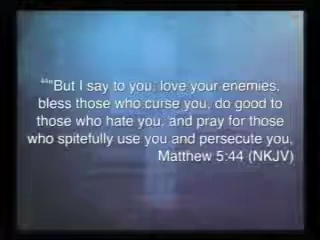 44"But I say to you, love your enemies,
bless those who curse you, do good to
those who hate you, and pray for those
who spitefully use you and persecute you,
Matthew 5:44 (NKJV)